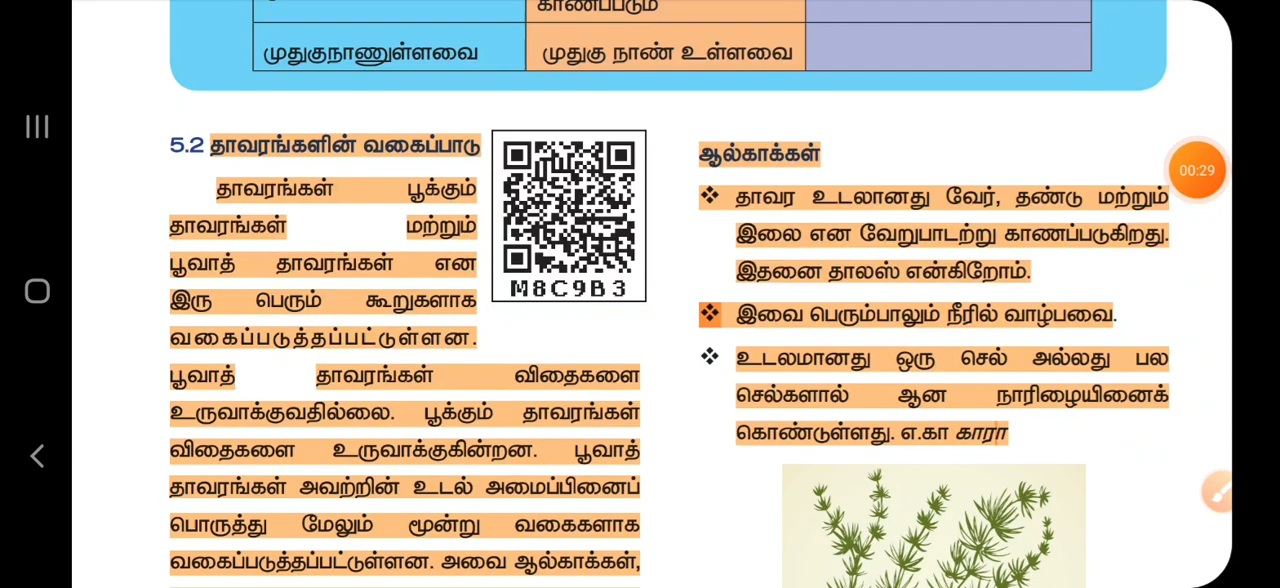 காணப்படும்
முதுகுநாணுள்ளவை
முதுகு நாண் உள்ளவை
5.2 தாவரங்களின் வகைப்பாடு
தாவரங்கள் பூக்கும்
தாவரங்கள் மற்றும்
பூவாத் தாவரங்கள் என
இரு பெரும் கூறுகளாக
வகைப்படுத்தப்பட்டுள்ளன.
பூவாத் தாவரங்கள் விதைகளை
உருவாக்குவதில்லை. பூக்கும் தாவரங்கள்
விதைகளை உருவாக்குகின்றன. பூவாத்
தாவரங்கள் அவற்றின் உடல் அமைப்பினைப்
பொருத்து மேலும் மூன்று வகைகளாக
வகைப்படுத்தப்பட்டுள்ளன. அவை ஆல்காக்கள்,
M8C9B3
ஆல்காக்கள்
❖ தாவர உடலானது வேர், தண்டு மற்றும்
இலை என வேறுபாடற்று காணப்படுகிறது.
இதனை தாலஸ் என்கிறோம்.
❖ இவை பெரும்பாலும் நீரில் வாழ்பவை.
❖ உடலமானது ஒரு செல் அல்லது பல
செல்களால் ஆன நாரிழையினைக்
கொண்டுள்ளது. எ.கா காரா
00:29